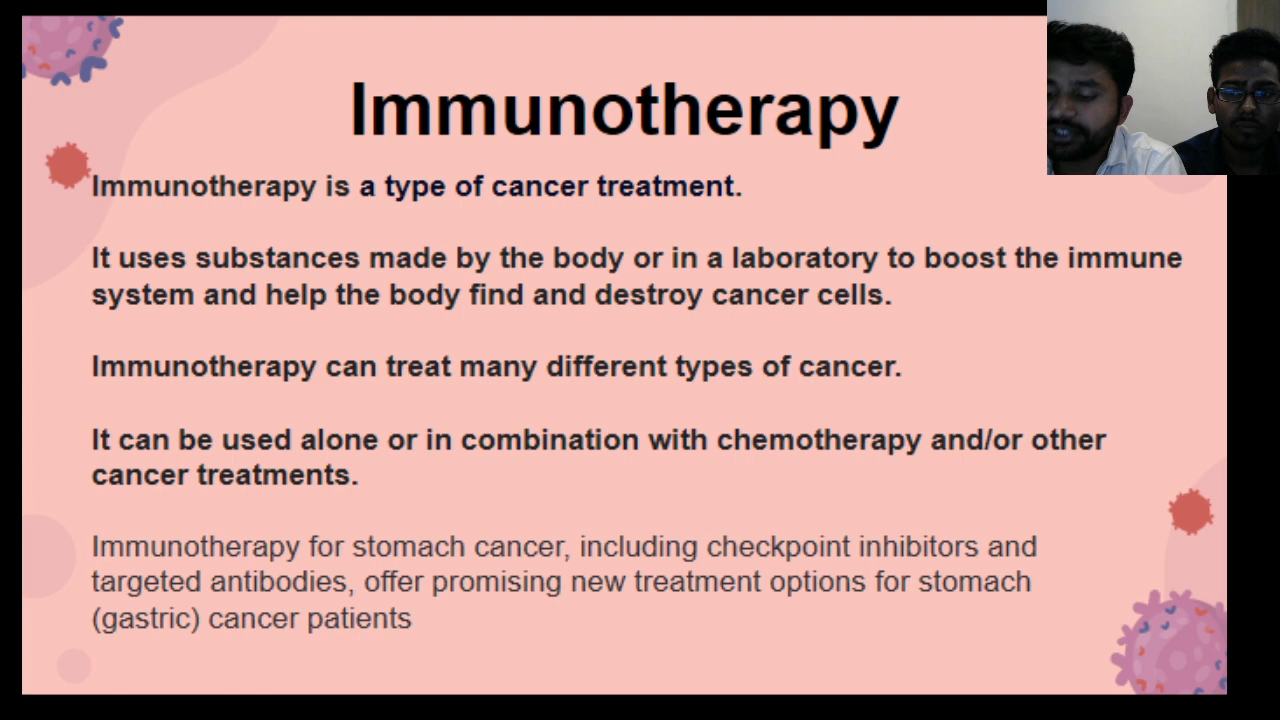 Immunotherapy
Immunotherapy is a type of cancer treatment.
It uses substances made by the body or in a laboratory to boost the immune
system and help the body find and destroy cancer cells.
Immunotherapy can treat many different types of cancer.
It can be used alone or in combination with chemotherapy and/or other
cancer treatments.
Immunotherapy for stomach cancer, including checkpoint inhibitors and
targeted antibodies, offer promising new treatment options for stomach
(gastric) cancer patients